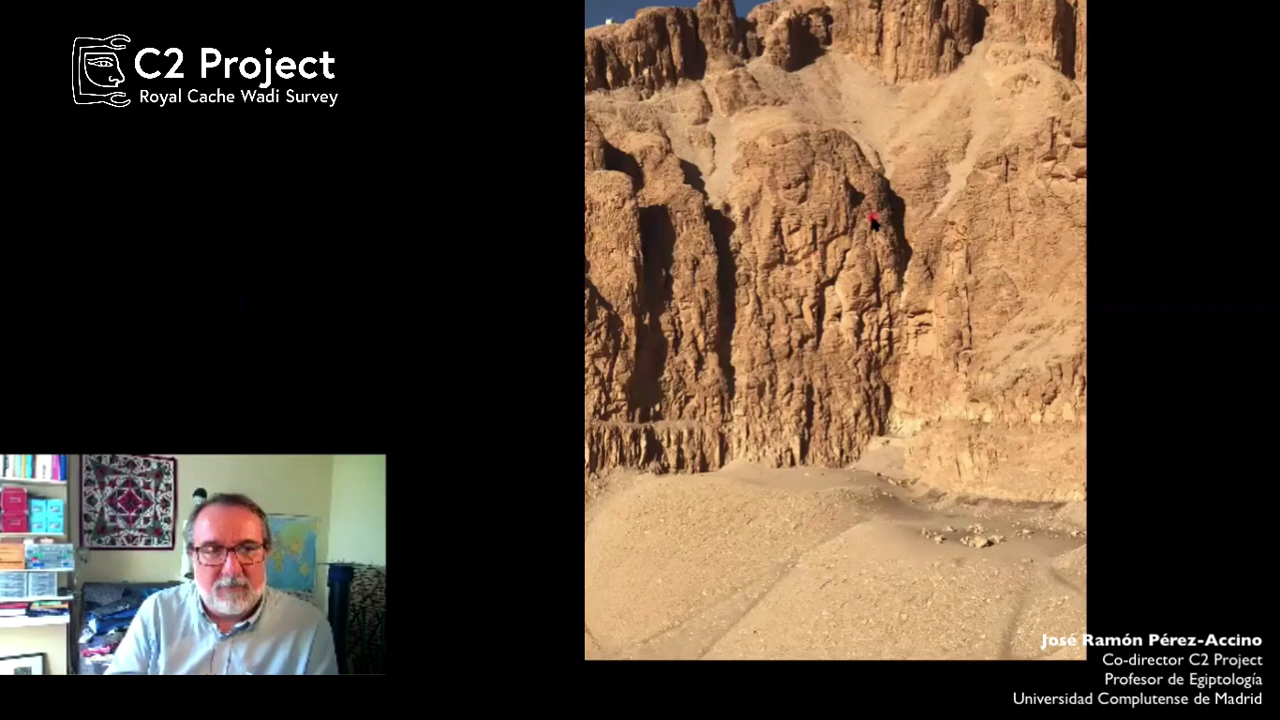 C2 Project
Royal Cache Wadi Survey
José Ramón Pérez-Accino
Co-director C2 Project
Profesor de Egiptología
Universidad Complutense de Madrid